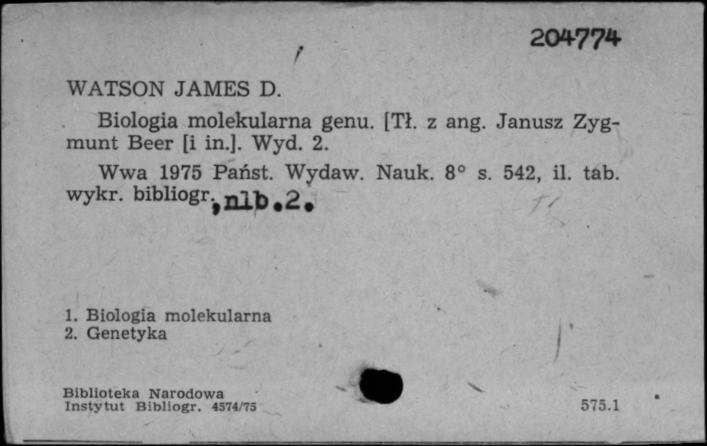 204774
WATSON JAMES D.
Biologia molekularna genu. [Tł. z ang. Janusz Zyg-
munt Beer [i in.]. Wyd. 2.
Wwa 1975 Państ. Wydaw. Nauk. 8° s. 542, il. tab.
wykr. bibliogr., nlb.2.
1. Biologia molekularna
2. Genetyka
Biblioteka Narodowa
Instytut Bibliogr. 4574/75
575.1